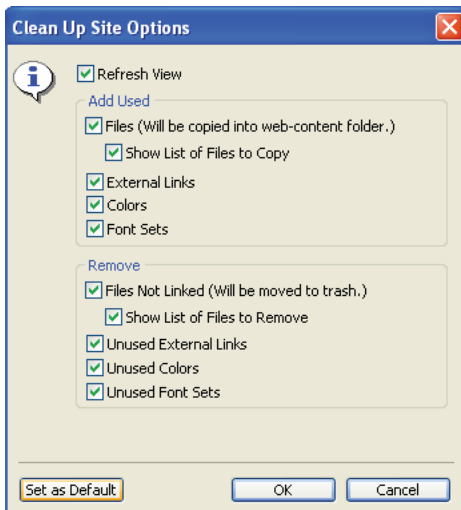 Clean Up Site Options
Refresh View
Add Used
Files (Will be copied into web-content folder.)
Show List of Files to Copy
External Links
Colors
Font Sets
Remove
Files Not Linked (Will be moved to trash.)
Show List of Files to Remove
Unused External Links
Unused Colors
Unused Font Sets
Set as Default OK Cancel